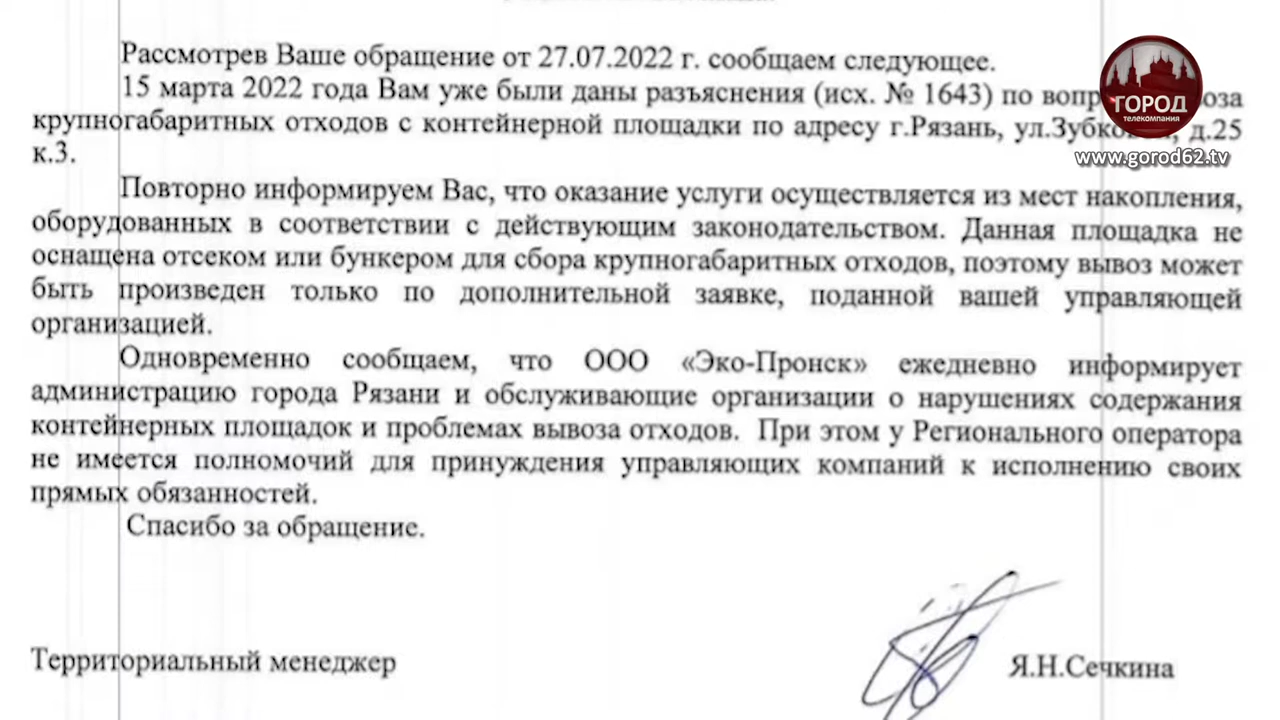 Рассмотрев Ваше обращение от 27.07.2022 г. сообщаем следующее.
15 марта 2022 года Вам уже были даны разъяснения (исх. № 1643) по
крупногабаритных отходов с контейнерной площадки по адресу г.Рязань, д.25
к.3.
Повторно информируем Вас, что оказание услуги осуществляется из мест накопления,
оборудованных в соответствии с действующим законодательством. Данная площадка не
оснащена отсеком или бункером для сбора крупногабаритных отходов, поэтому вывоз может
быть произведен только по дополнительной заявке, поданной вашей управляющей
организацией.
Одновременно сообщаем, что ООО «Эко-Пронск» ежедневно информирует
администрацию города Рязани и обслуживающие организации о нарушениях содержания
контейнерных площадок и проблемах вывоза отходов. При этом у Регионального оператора
не имеется полномочий для принуждения управляющих компаний к исполнению своих
прямых обязанностей.
Спасибо за обращение.
Территориальный менеджер
Я.Н.Сечкина
ГОРОД
телекомпания
www.gorod62.tv